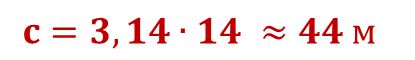 с = 3,14 · 14 ≈ 44 м